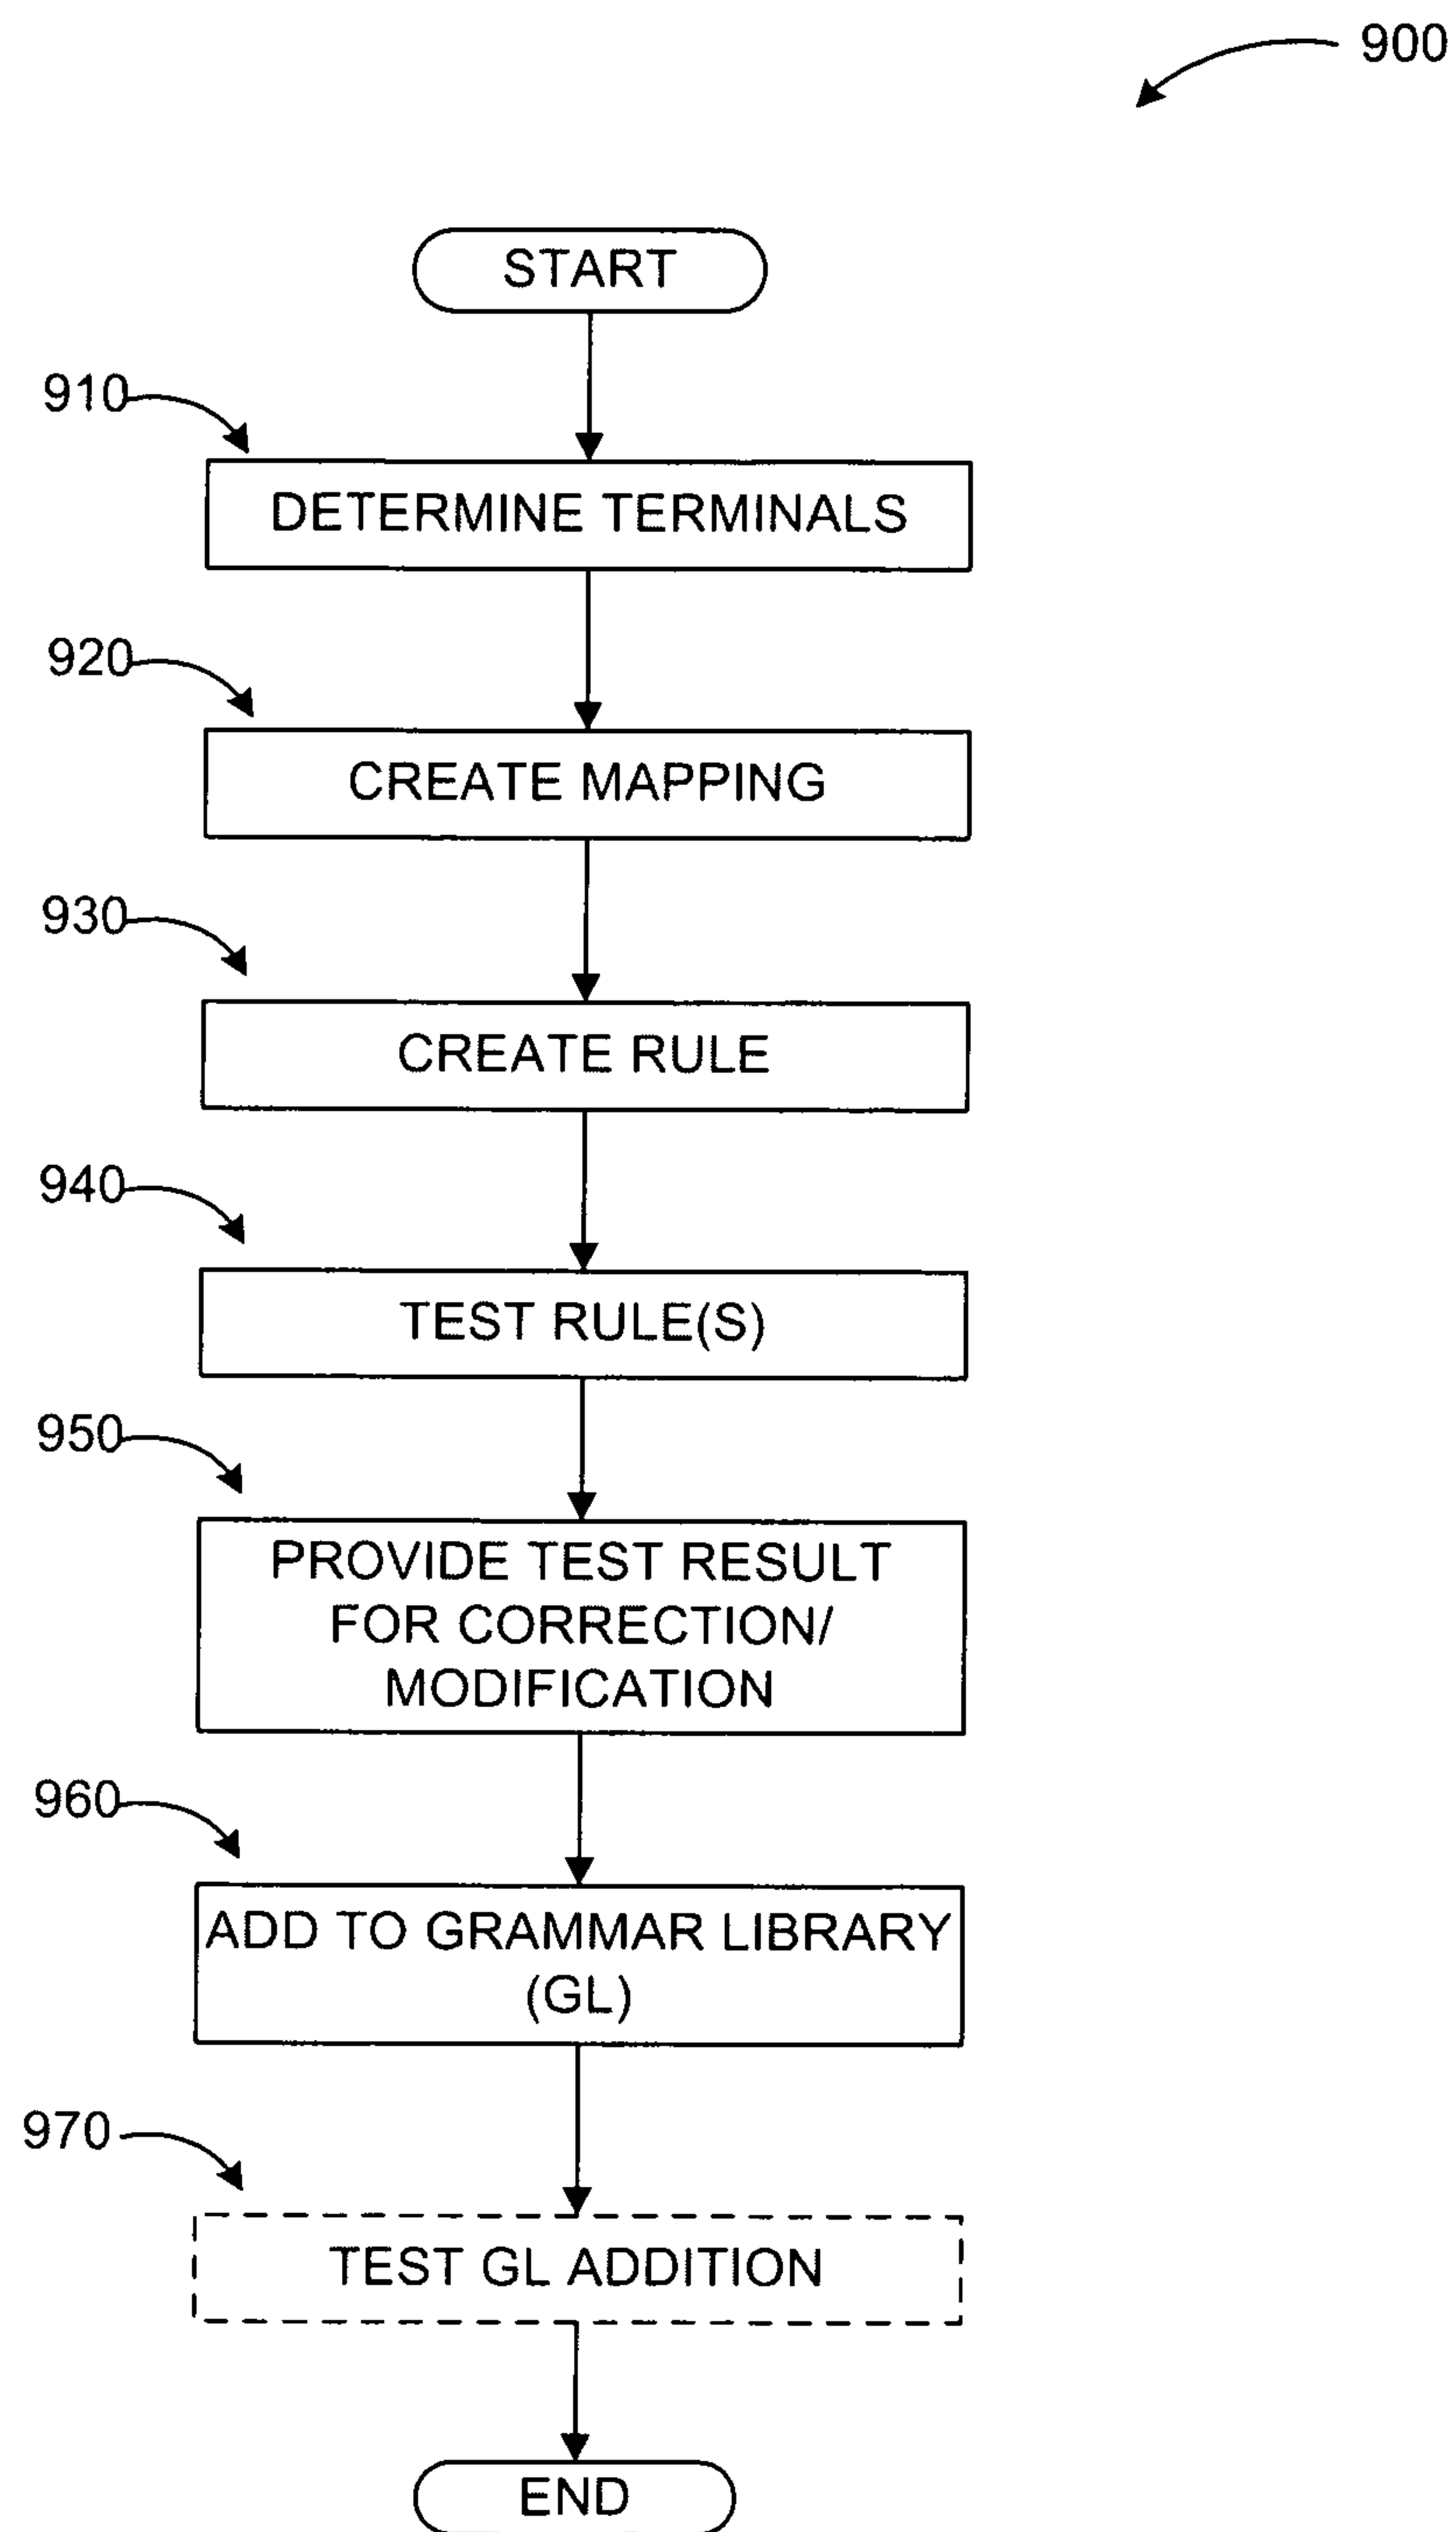 900
START
910
DETERMINE TERMINALS
920
CREATE MAPPING
930
CREATE RULE
940
TEST RULE(S)
950
PROVIDE TEST RESULT
FOR CORRECTION/
MODIFICATION
960
ADD TO GRAMMAR LIBRARY
(GL)
970
TEST GL ADDITION
END